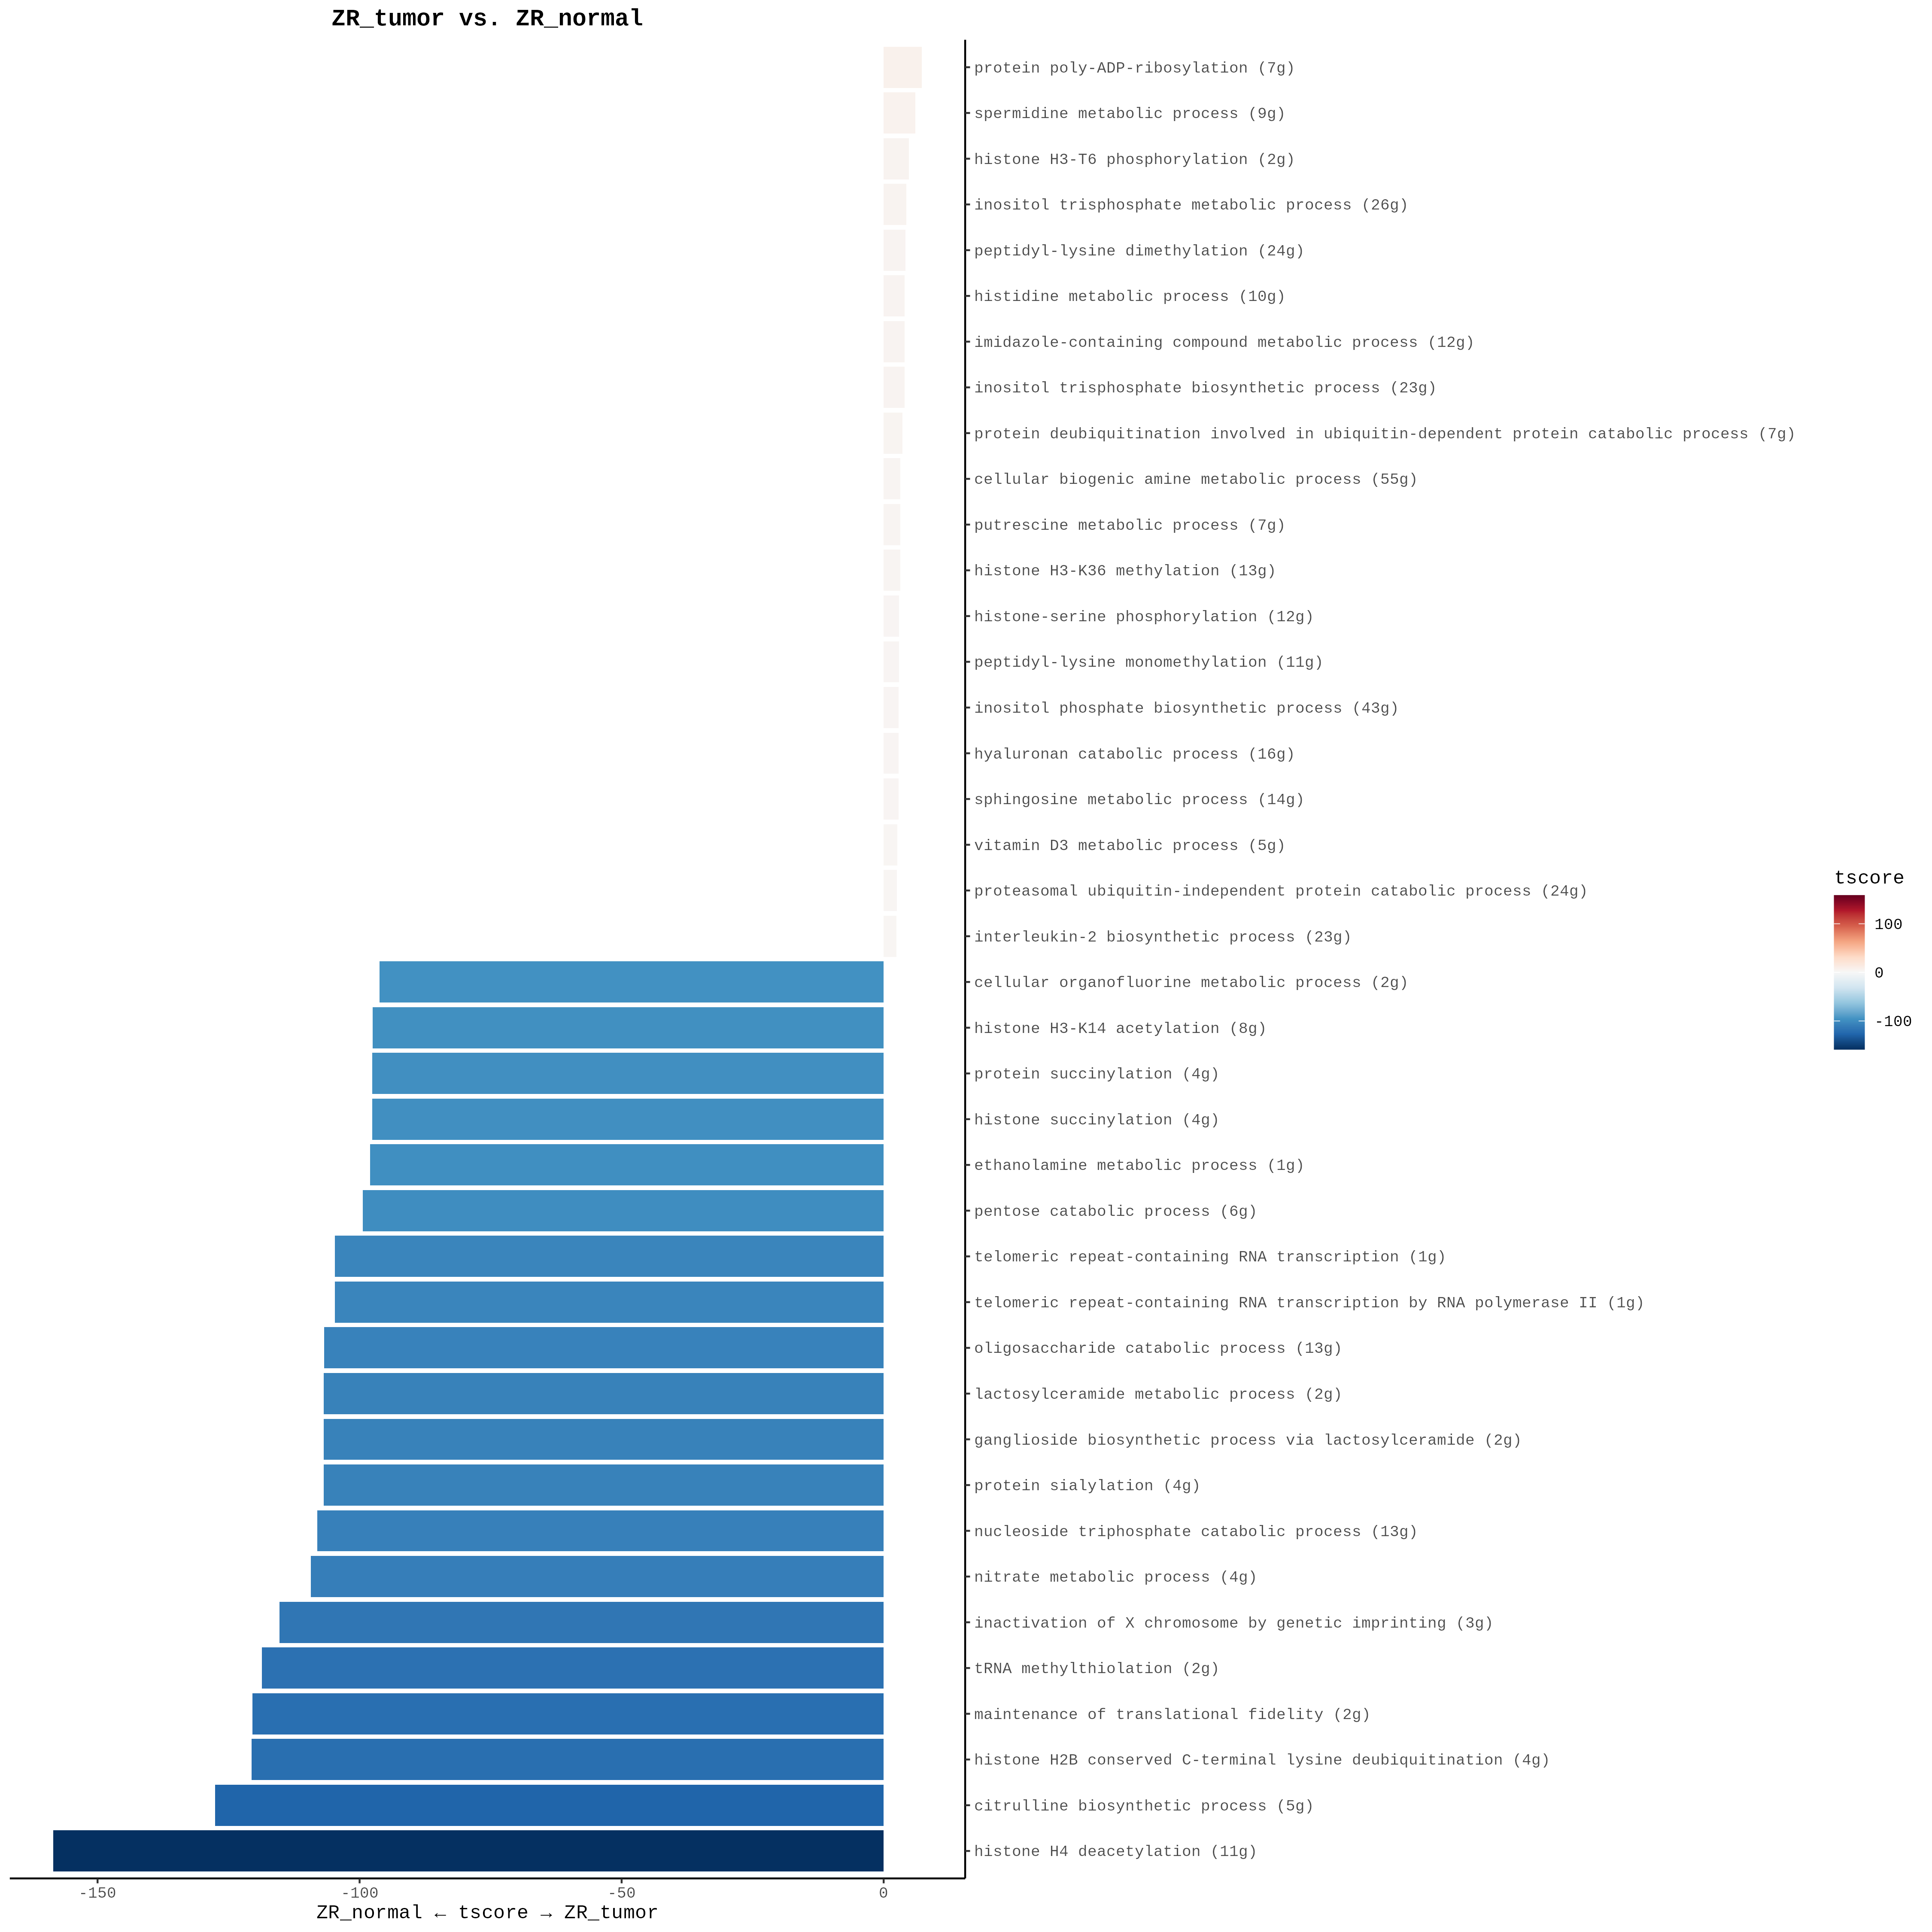 ZR_tumor vs. ZR_normal
protein poly-ADP-ribosylation (7g)
spermidine metabolic process (9g)
histone H3-T6 phosphorylation (2g)
inositol trisphosphate metabolic process (26g)
peptidyl-lysine dimethylation (24g)
histidine metabolic process (10g)
imidazole-containing compound metabolic process (12g)
inositol trisphosphate biosynthetic process (23g)
protein deubiquitination involved in ubiquitin-dependent protein catabolic process (7g)
cellular biogenic amine metabolic process (55g)
putrescine metabolic process (7g)
histone H3-K36 methylation (13g)
histone-serine phosphorylation (12g)
peptidyl-lysine monomethylation (11g)
inositol phosphate biosynthetic process (43g)
hyaluronan catabolic process (16g)
sphingosine metabolic process (14g)
vitamin D3 metabolic process (5g)
proteasomal ubiquitin-independent protein catabolic process (24g)
interleukin-2 biosynthetic process (23g)
cellular organofluorine metabolic process (2g)
histone H3-K14 acetylation (8g)
protein succinylation (4g)
histone succinylation (4g)
ethanolamine metabolic process (1g)
pentose catabolic process (6g)
telomeric repeat-containing RNA transcription (1g)
telomeric repeat-containing RNA transcription by RNA polymerase II (1g)
oligosaccharide catabolic process (13g)
lactosylceramide metabolic process (2g)
ganglioside biosynthetic process via lactosylceramide (2g)
protein sialylation (4g)
nucleoside triphosphate catabolic process (13g)
nitrate metabolic process (4g)
inactivation of X chromosome by genetic imprinting (3g)
tRNA methylthiolation (2g)
maintenance of translational fidelity (2g)
histone H2B conserved C-terminal lysine deubiquitination (4g)
citrulline biosynthetic process (5g)
histone H4 deacetylation (11g)
-150 -100 -50 0
ZR_normal ← tscore → ZR_tumor
tscore
100
0
-100